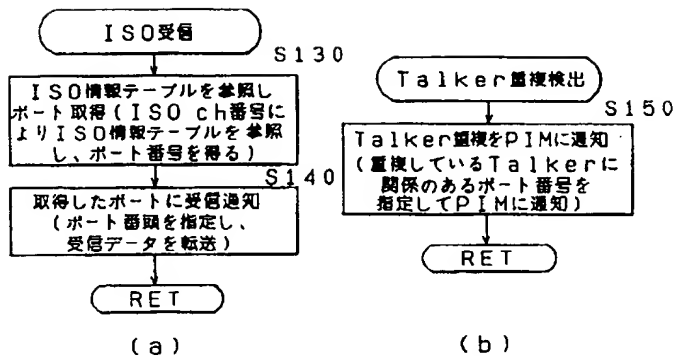 ISO受信
S130
ISO情報テーブルを参照し
ポート取得(ISO ch番号に
よりISO情報テーブルを参照
し、ポート番号を得る)
S140
取得したポートに受信通知
(ポート番頭を指定し、
受信データを転送)
RET
(a)
Talker重複検出
S150
Talker重複をPIMに通知
(重複しているTalkerに
関係のあるポート番号を
指定してPIMに通知)
RET
(b)